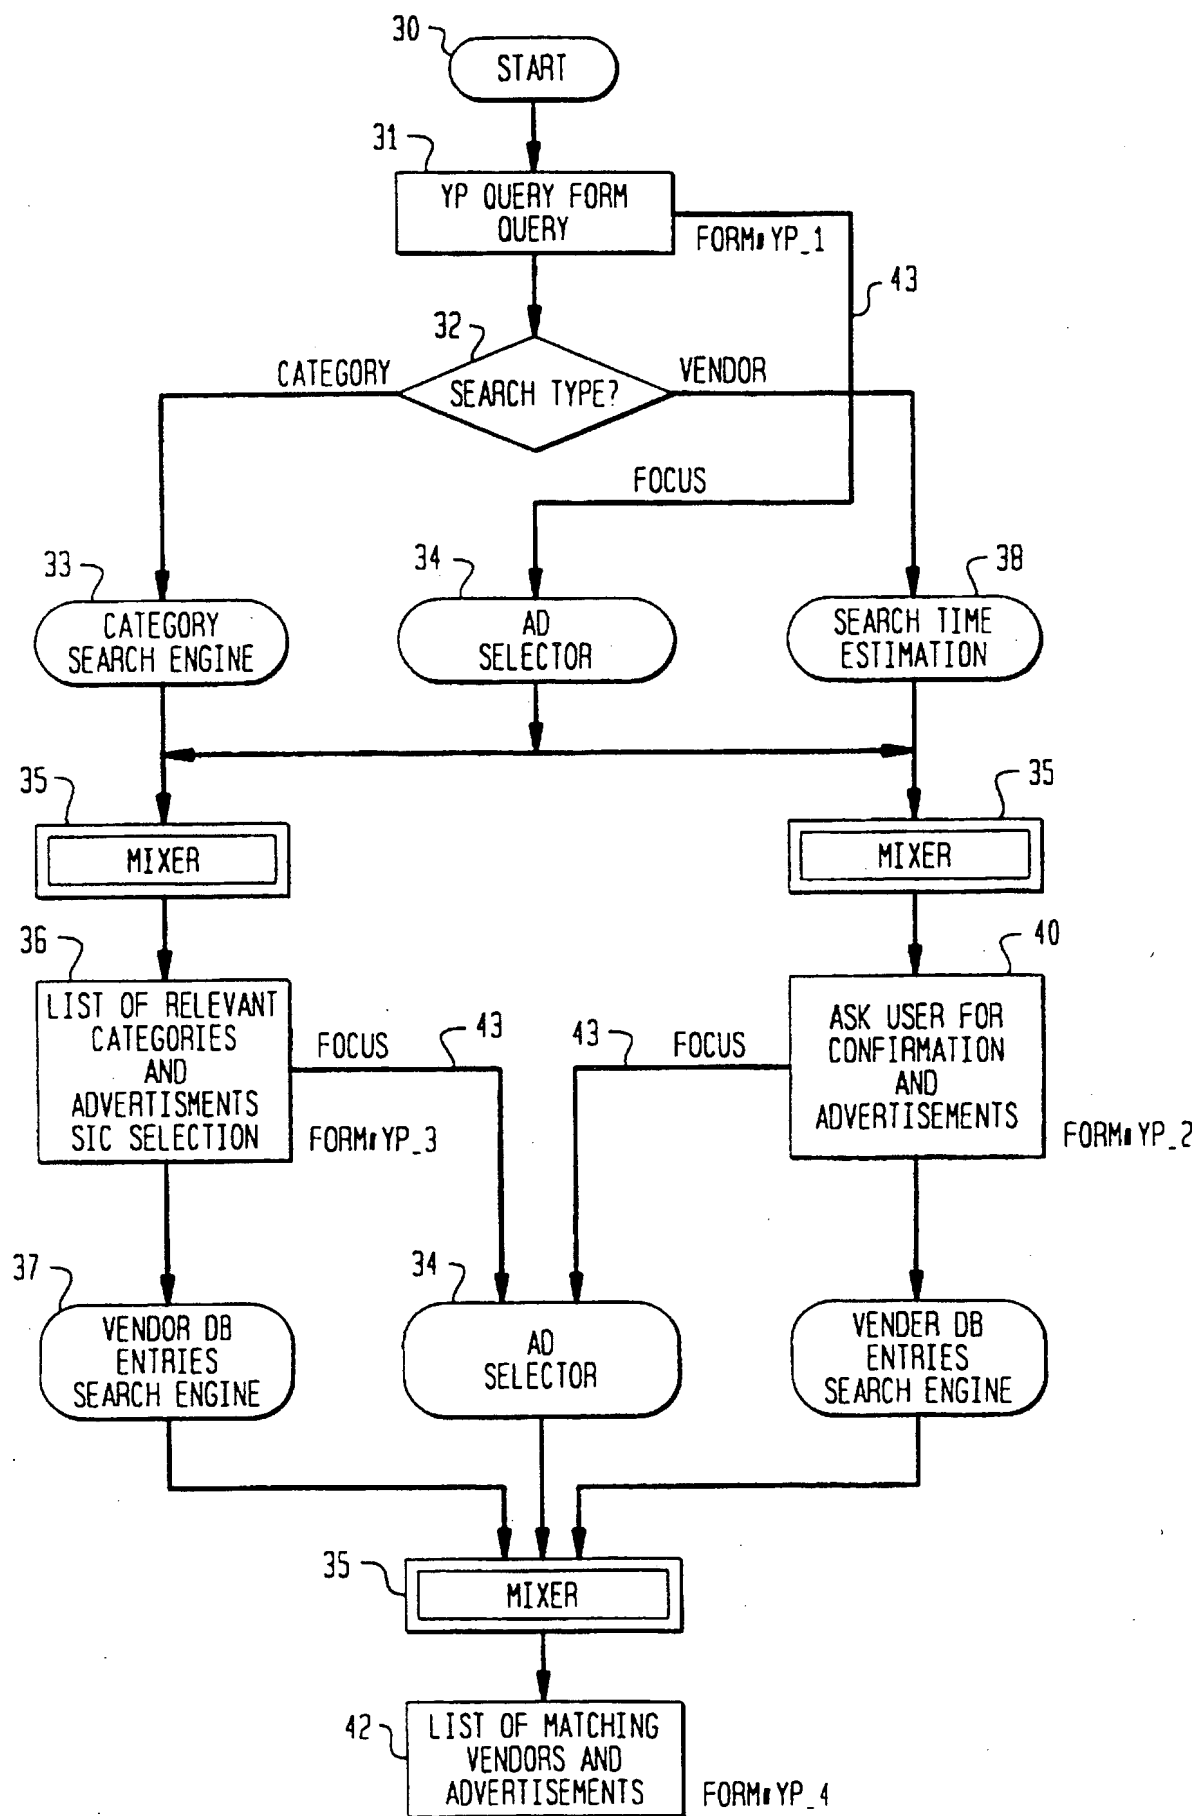 30
START
31
YP QUERY FORM
QUERY
FORM#YP_1
43
32
CATEGORY
SEARCH TYPE?
VENDOR
FOCUS
33
CATEGORY
SEARCH ENGINE
34
AD
SELECTOR
38
SEARCH TIME
ESTIMATION
35
MIXER
35
MIXER
36
LIST OF RELEVANT
CATEGORIES
AND
ADVERTISMENTS
SIC SELECTION
FOCUS
43
FORM#YP_3
40
ASK USER FOR
CONFIRMATION
AND
ADVERTISEMENTS
43
FOCUS
FORM#YP_2
37
VENDOR DB
ENTRIES
SEARCH ENGINE
34
AD
SELECTOR
VENDER DB
ENTRIES
SEARCH ENGINE
35
MIXER
42
LIST OF MATCHING
VENDORS AND
ADVERTISEMENTS
FORM#YP_4